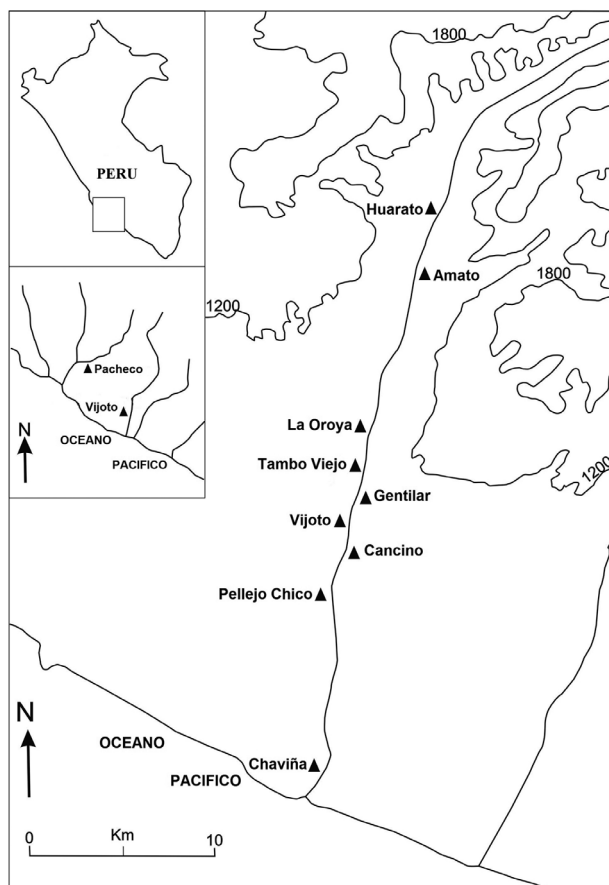 PERU
Pacheco
Vijoto
OCEANO
PACIFICO
N
1800
Huarato
Amato
1800
1200
La Oroya
Tambo Viejo
Gentilar
1200
Vijoto
Cancino
Pellejo Chico
N
OCEANO
PACIFICO
Chaviña
0 Km 10